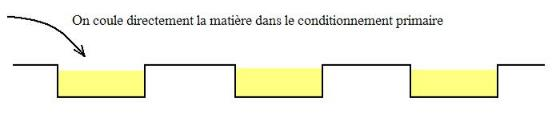 On coule directement la matière dans le conditionnement primaire